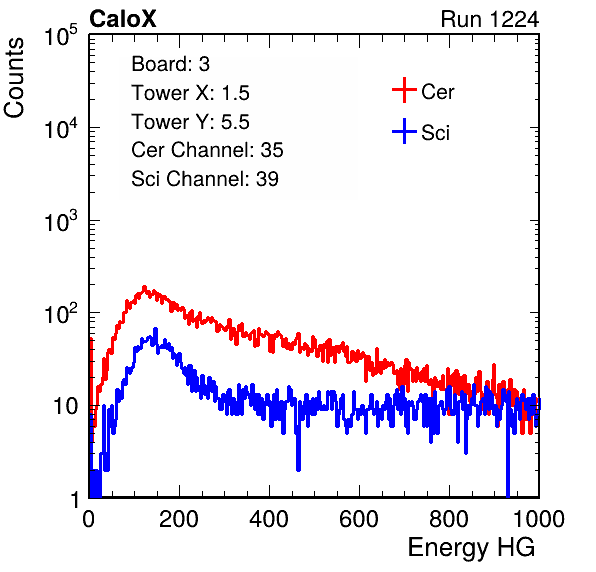 CaloX Run 1224
Counts
Board: 3
Tower X: 1.5
Tower Y: 5.5
Cer Channel: 35
Sci Channel: 39
Cer
Sci
10^5
10^4
10^3
10^2
10
1
0 200 400 600 800 1000
Energy HG